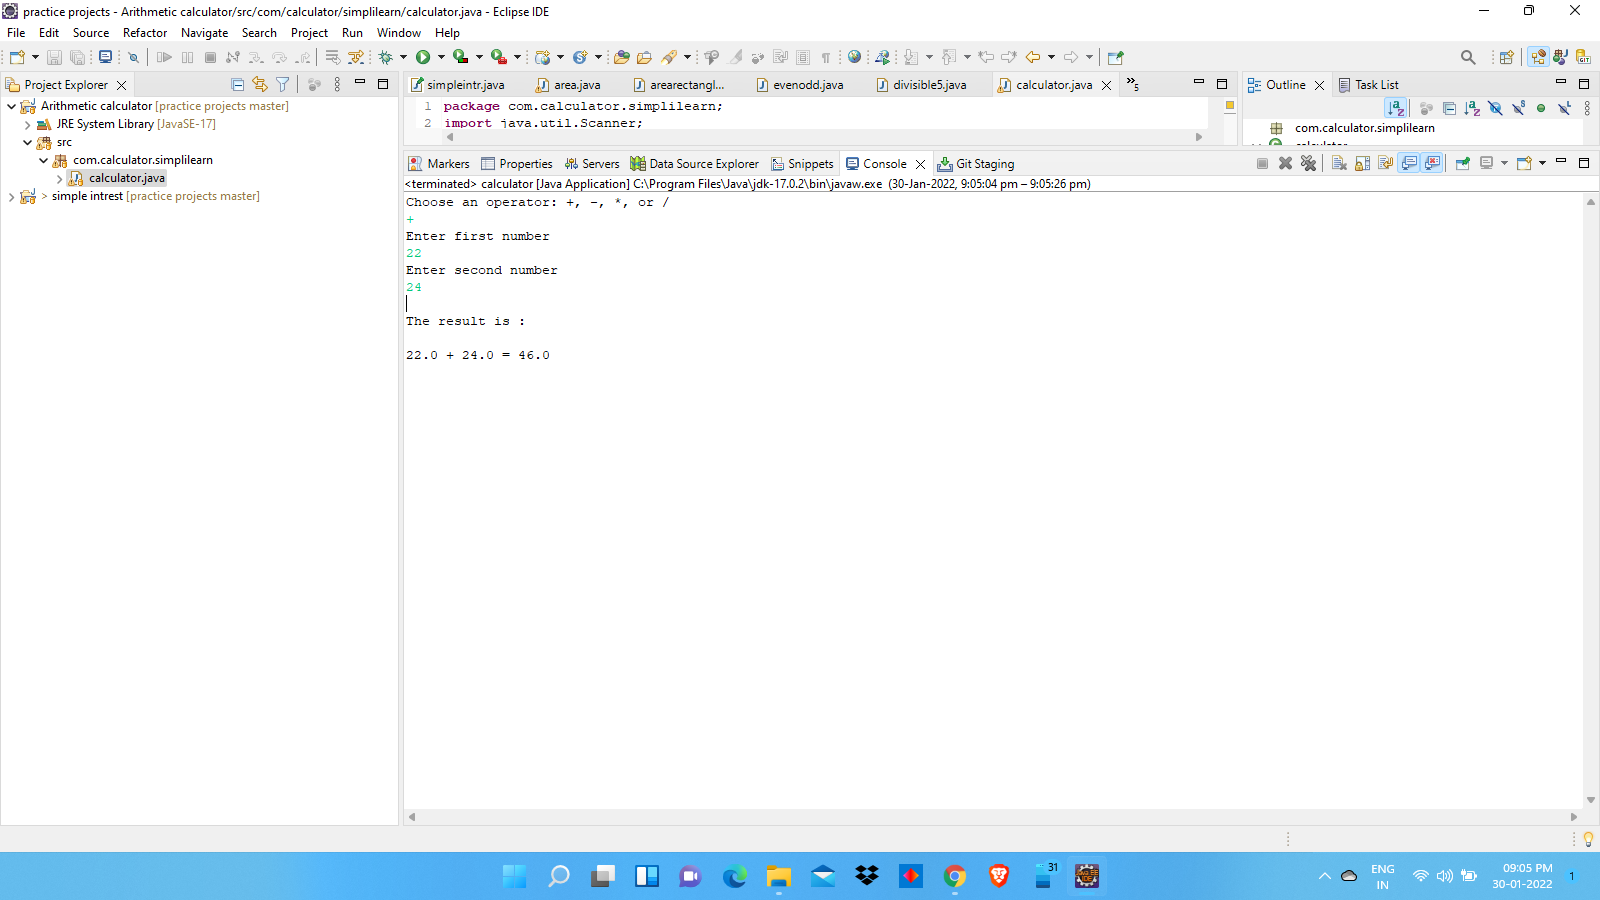 practice projects - Arithmetic calculator/src/com/calculator/simplilearn/calculator.java - Eclipse IDE
File Edit Source Refactor Navigate Search Project Run Window Help
Project Explorer
Arithmetic calculator [practice projects master]
JRE System Library [JavaSE-17]
src
com.calculator.simplilearn
calculator.java
> simple intrest [practice projects master]
simpleintr.java area.java arearectangl... evenodd.java divisible5.java calculator.java »5
1 package com.calculator.simplilearn;
2 import java.util.Scanner;
Outline Task List
com.calculator.simplilearn
Markers Properties Servers Data Source Explorer Snippets Console Git Staging
<terminated> calculator [Java Application] C:\Program Files\Java\jdk-17.0.2\bin\javaw.exe (30-Jan-2022, 9:05:04 pm – 9:05:26 pm)
Choose an operator: +, -, *, or /
+
Enter first number
22
Enter second number
24
The result is :
22.0 + 24.0 = 46.0
31
ENG
IN
09:05 PM
30-01-2022
1